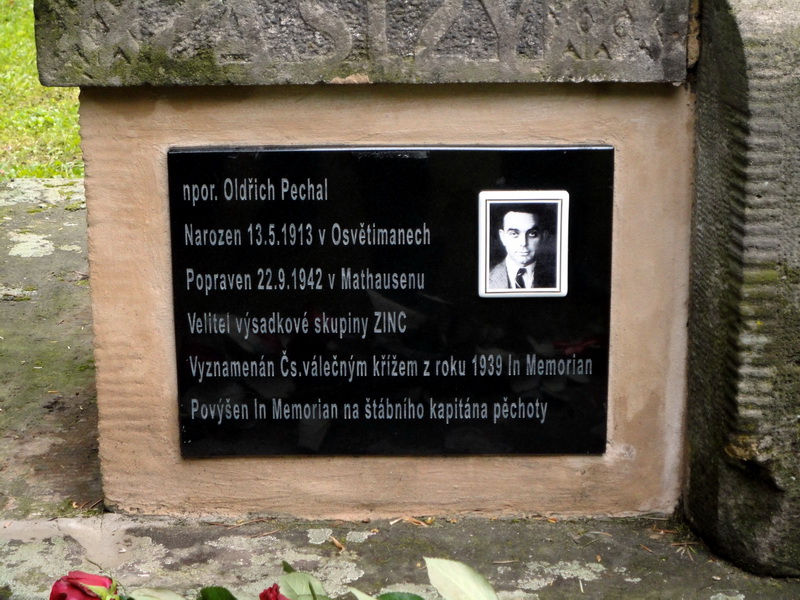 npor. Oldřich Pechal
Narozen 13.5.1913 v Osvětimanech
Popraven 22.9.1942 v Mathausenu
Velitel výsadkové skupiny ZINC
Vyznamenán Čs.válečným křížem z roku 1939 In Memorian
Povýšen In Memorian na štábního kapitána pěchoty